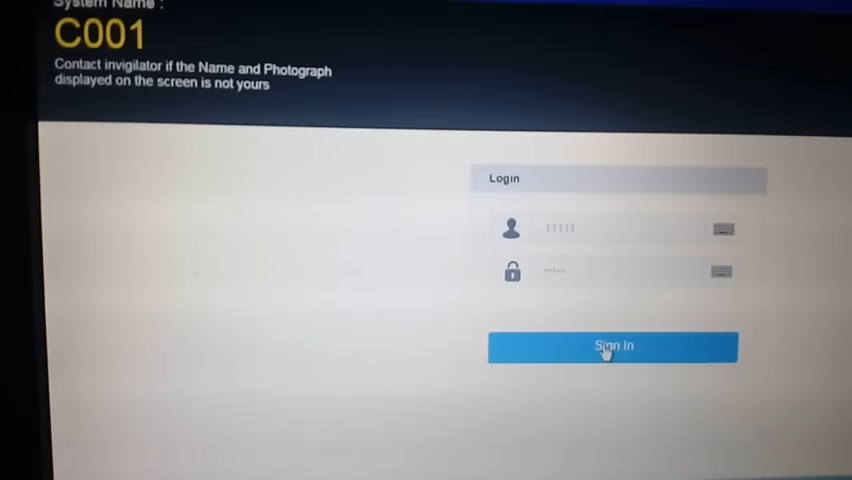 System Name :
C001
Contact invigilator if the Name and Photograph
displayed on the screen is not yours
Login
11111
•••••
Sign In